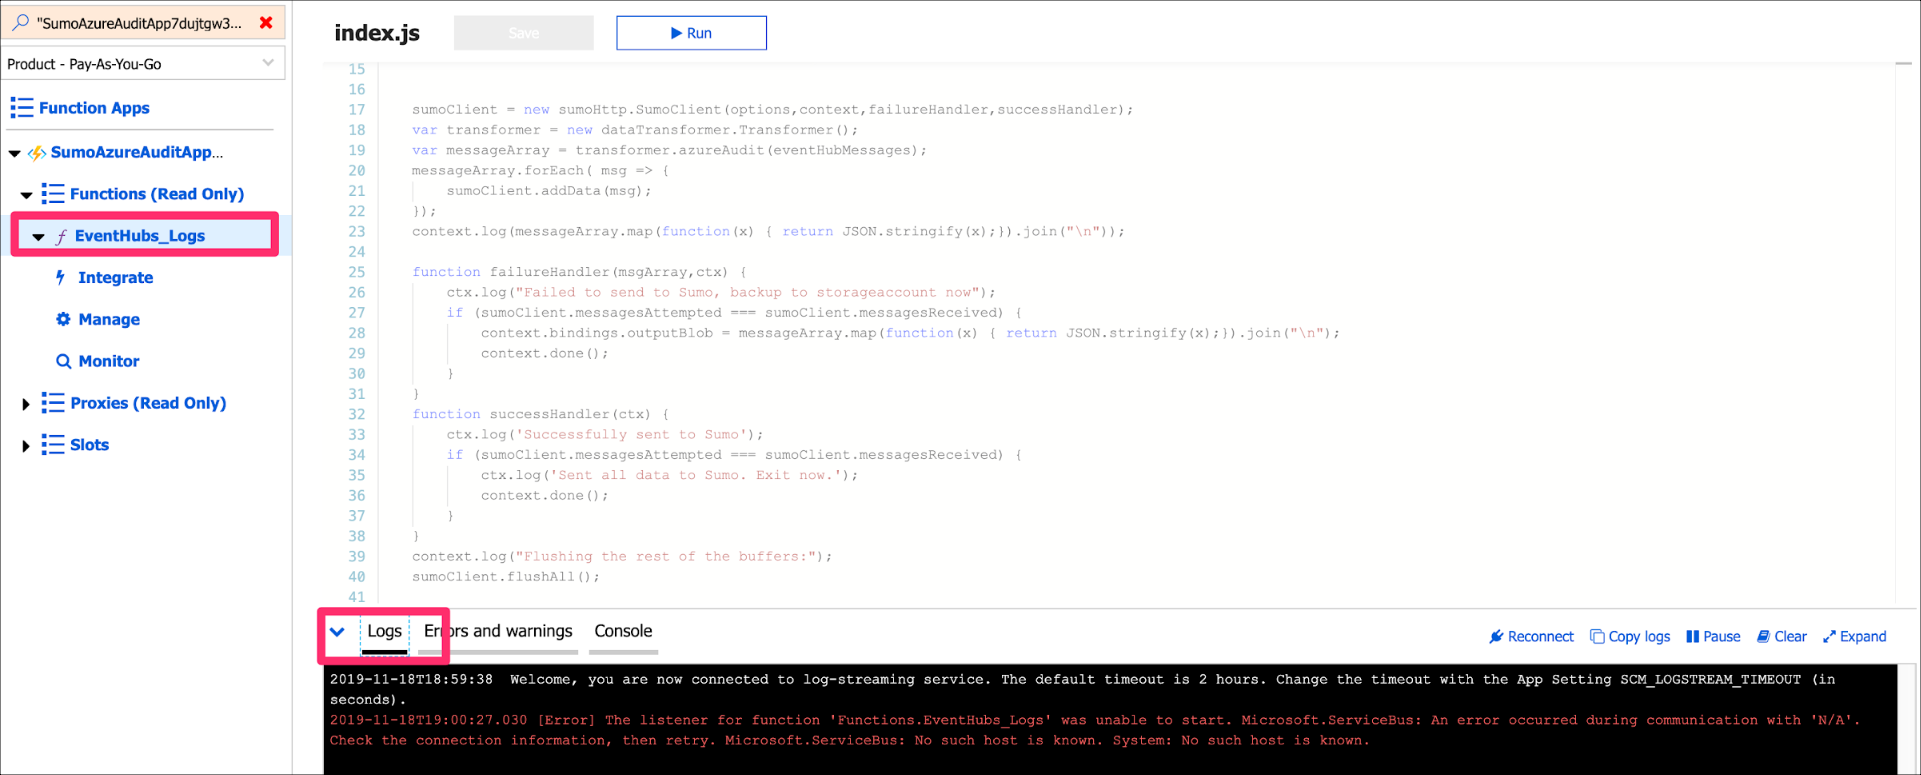 "SumoAzureAuditApp7dujtgw3...
Product - Pay-As-You-Go
Function Apps
SumoAzureAuditApp...
Functions (Read Only)
f EventHubs_Logs
Integrate
Manage
Monitor
Proxies (Read Only)
Slots
index.js
Save
Run
15
16
17 sumoClient = new sumoHttp.SumoClient(options,context,failureHandler,successHandler);
18 var transformer = new dataTransformer.Transformer();
19 var messageArray = transformer.azureAudit(eventHubMessages);
20 messageArray.forEach( msg => {
21 sumoClient.addData(msg);
22 });
23 context.log(messageArray.map(function(x) { return JSON.stringify(x);}).join("\n"));
24
25 function failureHandler(msgArray,ctx) {
26 ctx.log("Failed to send to Sumo, backup to storageaccount now");
27 if (sumoClient.messagesAttempted === sumoClient.messagesReceived) {
28 context.bindings.outputBlob = messageArray.map(function(x) { return JSON.stringify(x);}).join("\n");
29 context.done();
30 }
31 }
32 function successHandler(ctx) {
33 ctx.log('Successfully sent to Sumo');
34 if (sumoClient.messagesAttempted === sumoClient.messagesReceived) {
35 ctx.log('Sent all data to Sumo. Exit now.');
36 context.done();
37 }
38 }
39 context.log("Flushing the rest of the buffers:");
40 sumoClient.flushAll();
41
Logs Errors and warnings Console
Reconnect Copy logs Pause Clear Expand
2019-11-18T18:59:38  Welcome, you are now connected to log-streaming service. The default timeout is 2 hours. Change the timeout with the App Setting SCM_LOGSTREAM_TIMEOUT (in
seconds).
2019-11-18T19:00:27.030 [Error] The listener for function 'Functions.EventHubs_Logs' was unable to start. Microsoft.ServiceBus: An error occurred during communication with 'N/A'.
Check the connection information, then retry. Microsoft.ServiceBus: No such host is known. System: No such host is known.